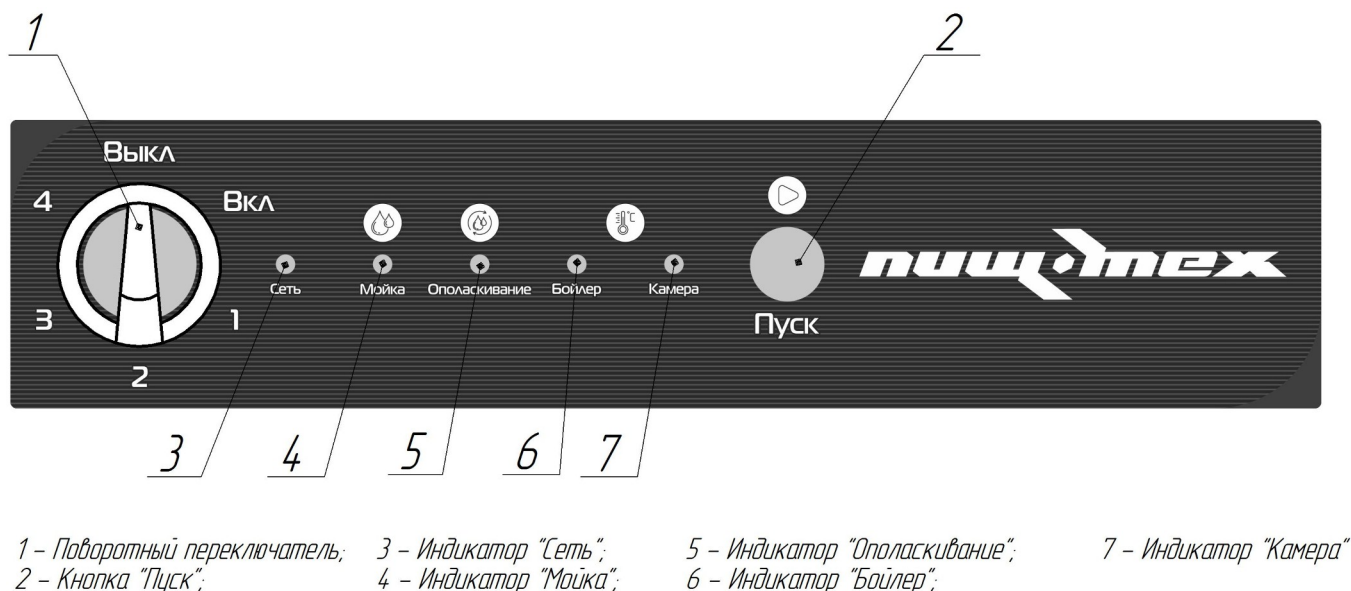 1
2
Выкл
4
Вкл
°C
Сеть
Мойка
Ополаскивание
Бойлер
Камера
пищтех
3
1
Пуск
2
3
4
5
6
7
1 - Поворотный переключатель;
3 - Индикатор "Сеть";
5 - Индикатор "Ополаскивание";
7 - Индикатор "Камера"
2 - Кнопка "Пуск";
4 - Индикатор "Мойка";
6 - Индикатор "Бойлер";